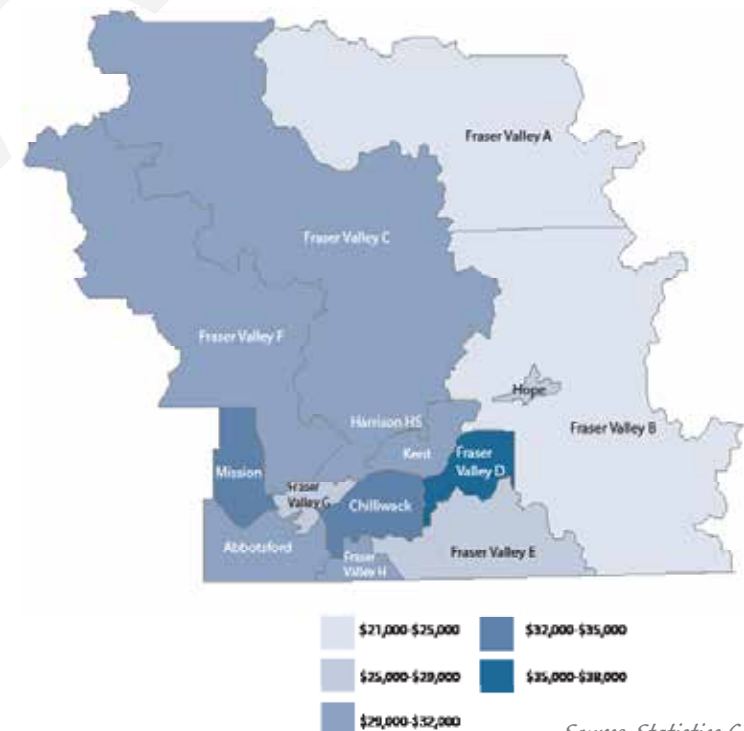 Fraser Valley A
Fraser Valley C
Fraser Valley F
Hope
Fraser Valley B
Harrison HS
Kent
Fraser
Valley D
Mission
Fraser
Valley G
Chilliwack
Abbotsford
Fraser
Valley H
Fraser Valley E
$21,000-$25,000
$32,000-$35,000
$25,000-$29,000
$35,000-$38,000
$29,000-$32,000
Source: Statistics C